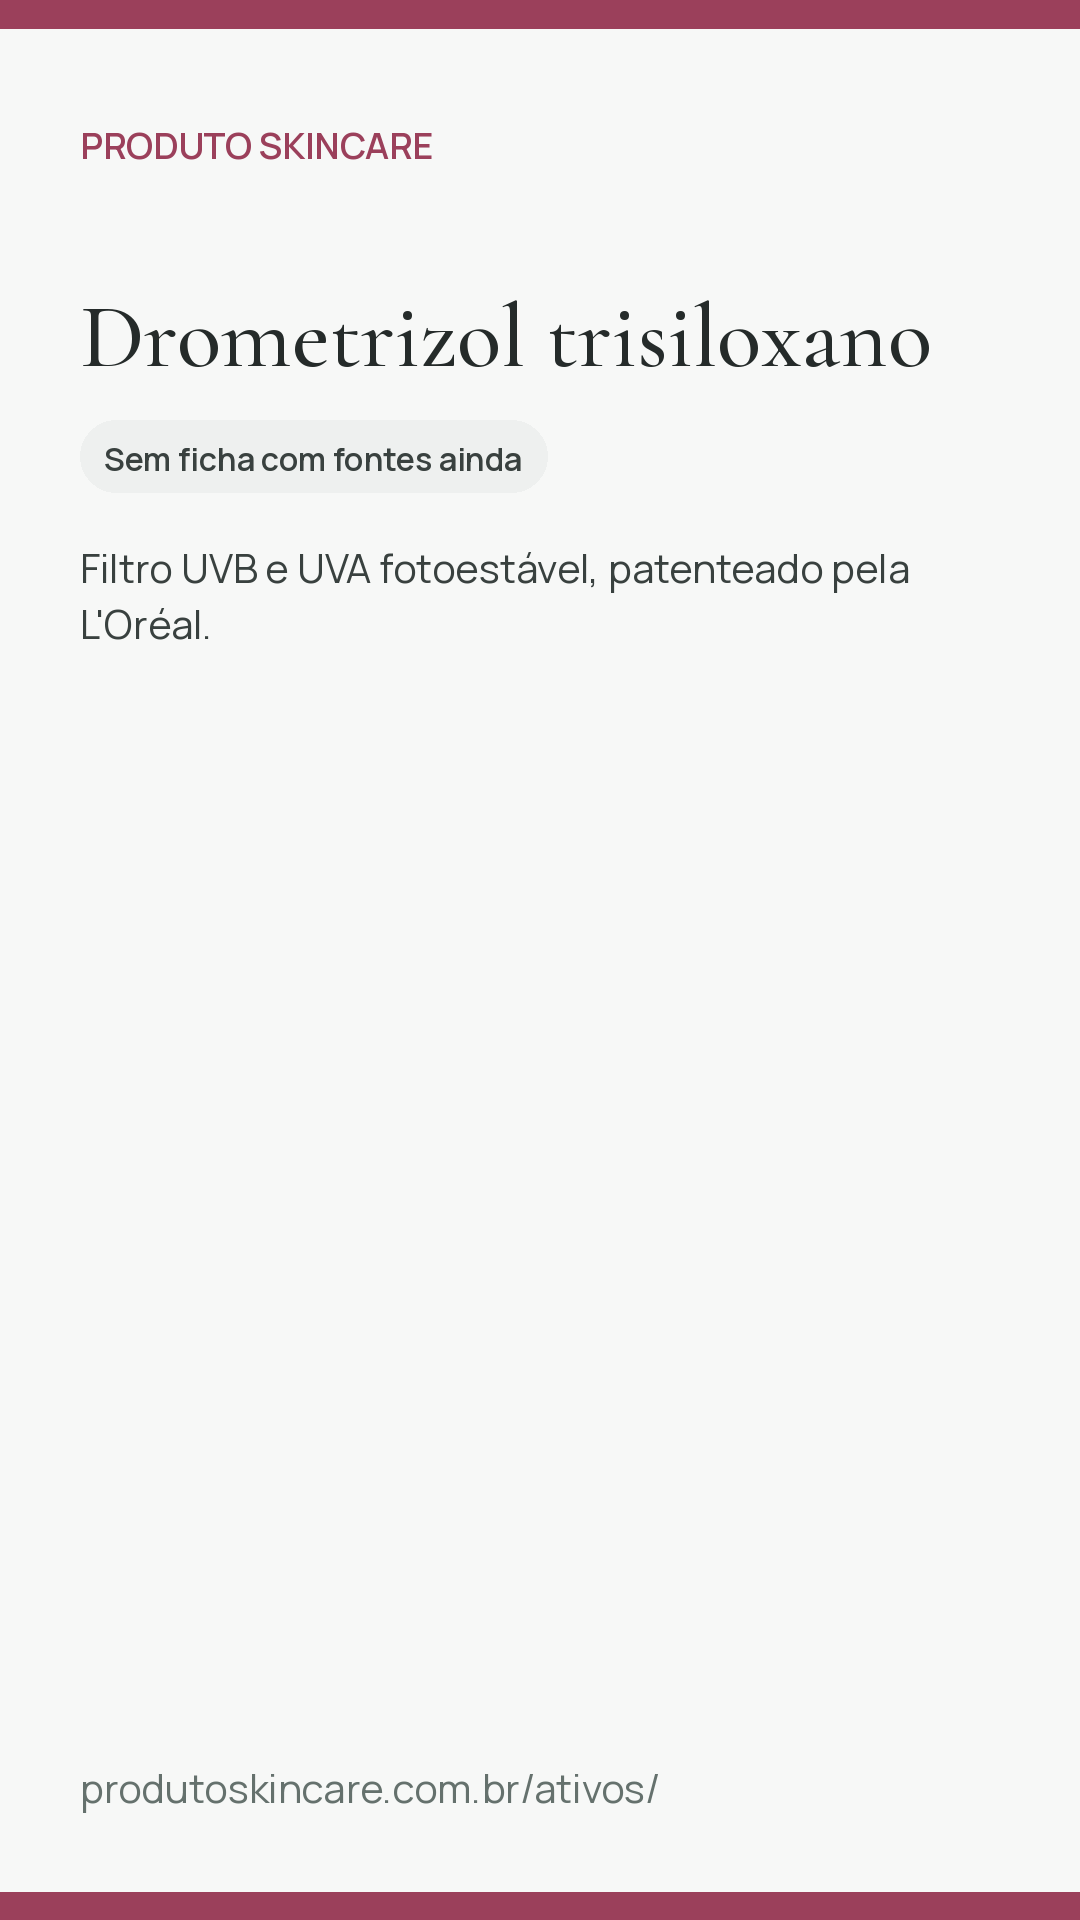 PRODUTO SKINCARE
Drometrizol trisiloxano
Sem ficha com fontes ainda
Filtro UVB e UVA fotoestável, patenteado pela
L'Oréal.
produtoskincare.com.br/ativos/